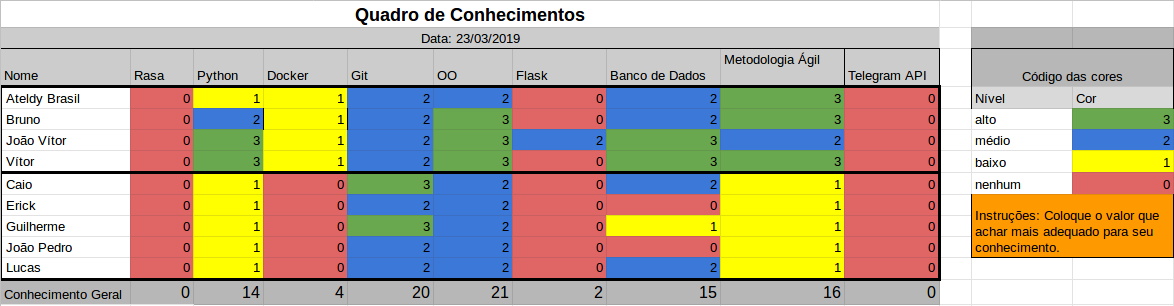 Quadro de Conhecimentos
Data: 23/03/2019
Nome Rasa Python Docker Git OO Flask Banco de Dados Metodologia Ágil Telegram API
Ateldy Brasil 0 1 1 2 2 0 2 3 0
Bruno 0 2 1 2 3 0 2 3 0
João Vítor 0 3 1 2 3 2 3 2 0
Vítor 0 3 1 2 3 0 3 3 0
Caio 0 1 0 3 2 0 2 1 0
Erick 0 1 0 2 2 0 0 1 0
Guilherme 0 1 0 3 2 0 1 1 0
João Pedro 0 1 0 2 2 0 0 1 0
Lucas 0 1 0 2 2 0 2 1 0
Conhecimento Geral 0 14 4 20 21 2 15 16 0
Código das cores
Nível Cor
alto 3
médio 2
baixo 1
nenhum 0
Instruções: Coloque o valor que
achar mais adequado para seu
conhecimento.